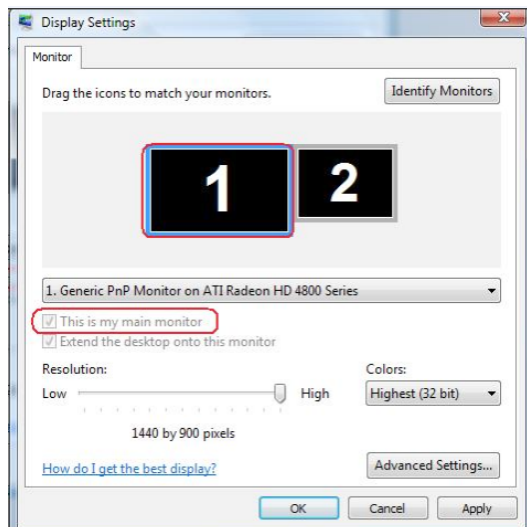 Display Settings
Monitor
Drag the icons to match your monitors.
Identify Monitors
1
2
1. Generic PnP Monitor on ATI Radeon HD 4800 Series
This is my main monitor
Extend the desktop onto this monitor
Resolution:
Colors:
Low
High
Highest (32 bit)
1440 by 900 pixels
How do I get the best display?
Advanced Settings...
OK
Cancel
Apply